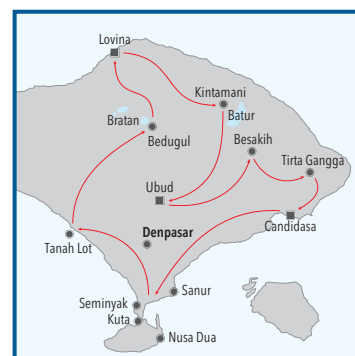 Lovina
Kintamani
Batur
Bratan
Bedugul
Besakih
Tirta Gangga
Ubud
Candidasa
Denpasar
Tanah Lot
Sanur
Seminyak
Kuta
Nusa Dua